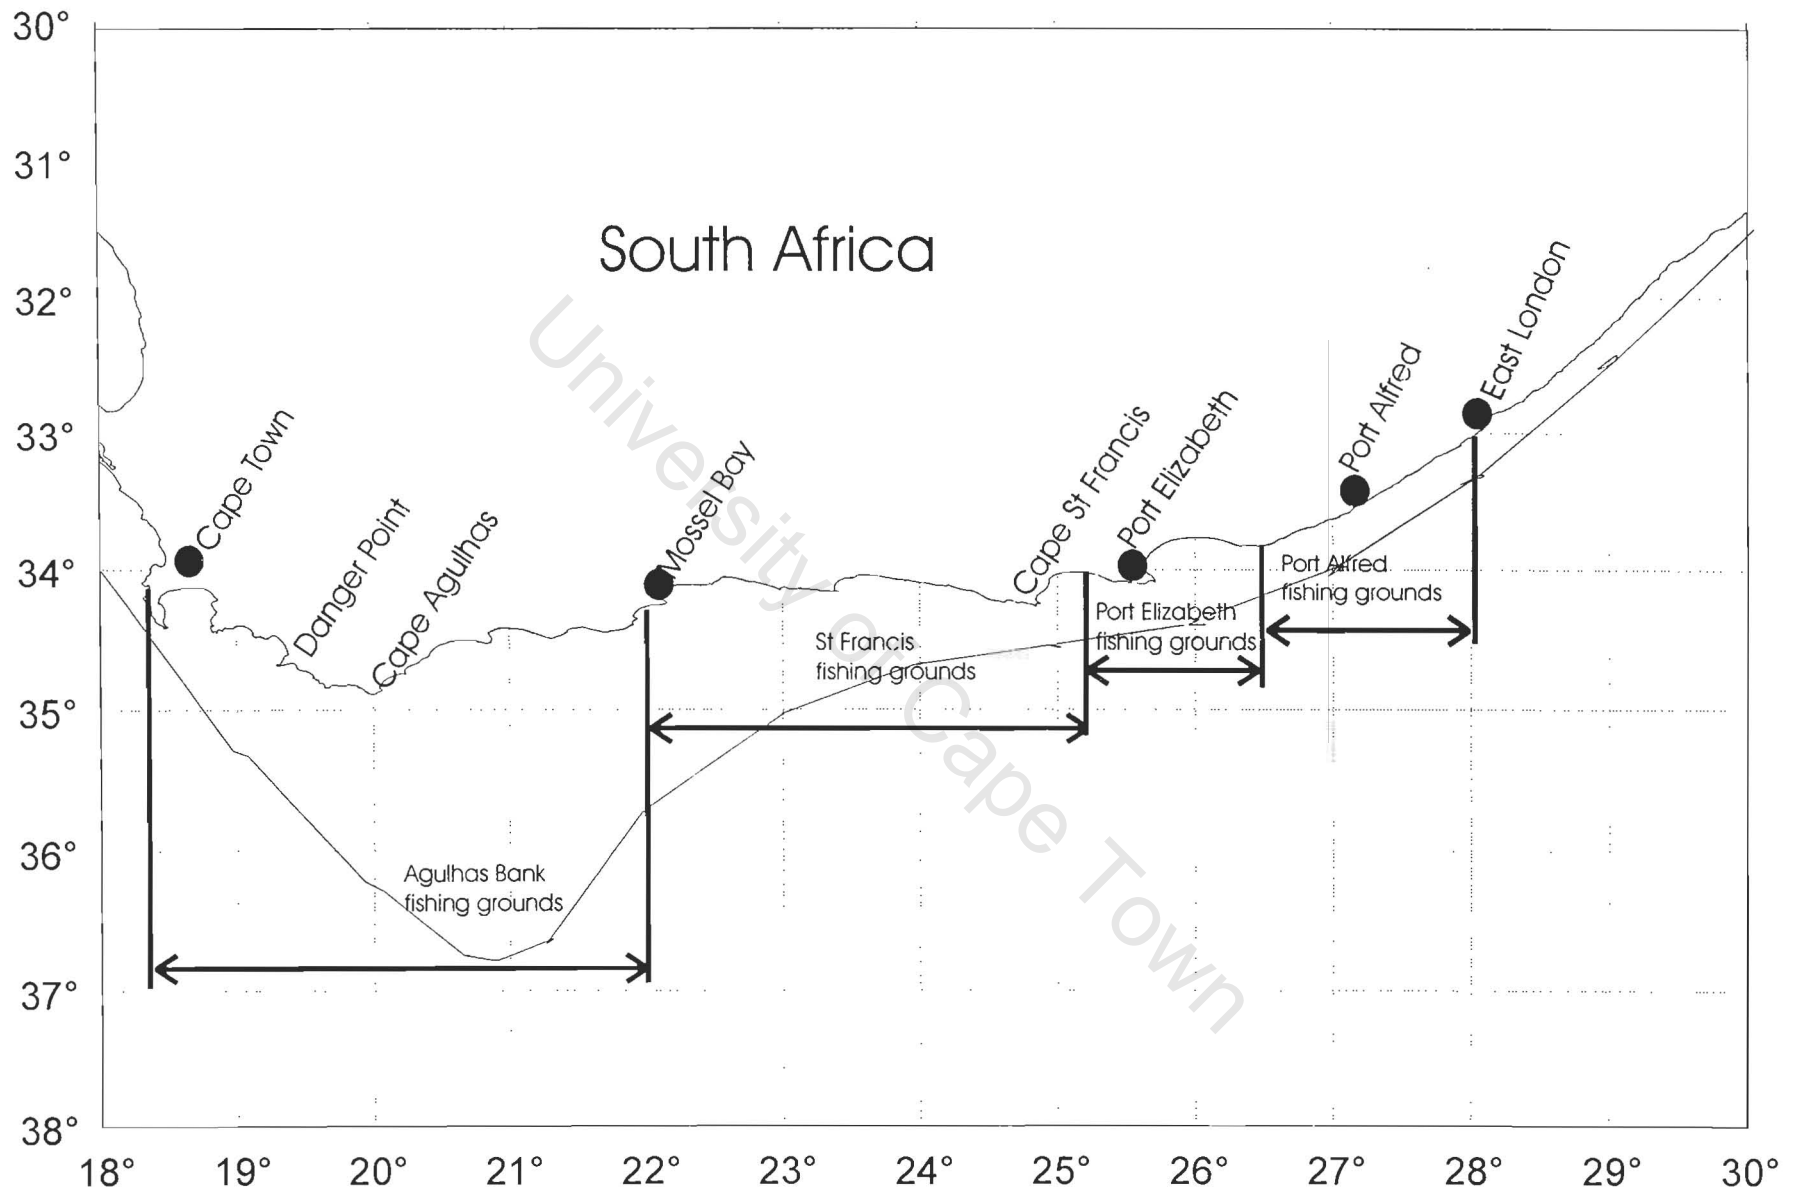 30°
31°
32°
33°
34°
35°
36°
37°
38°
18°
19°
20°
21°
22°
23°
24°
25°
26°
27°
28°
29°
30°
South Africa
Cape Town
Danger Point
Cape Agulhas
Mossel Bay
Cape St Francis
Port Elizabeth
Port Alfred
East London
Agulhas Bank
fishing grounds
St Francis
fishing grounds
Port Elizabeth
fishing grounds
Port Alfred
fishing grounds
University of Cape Town